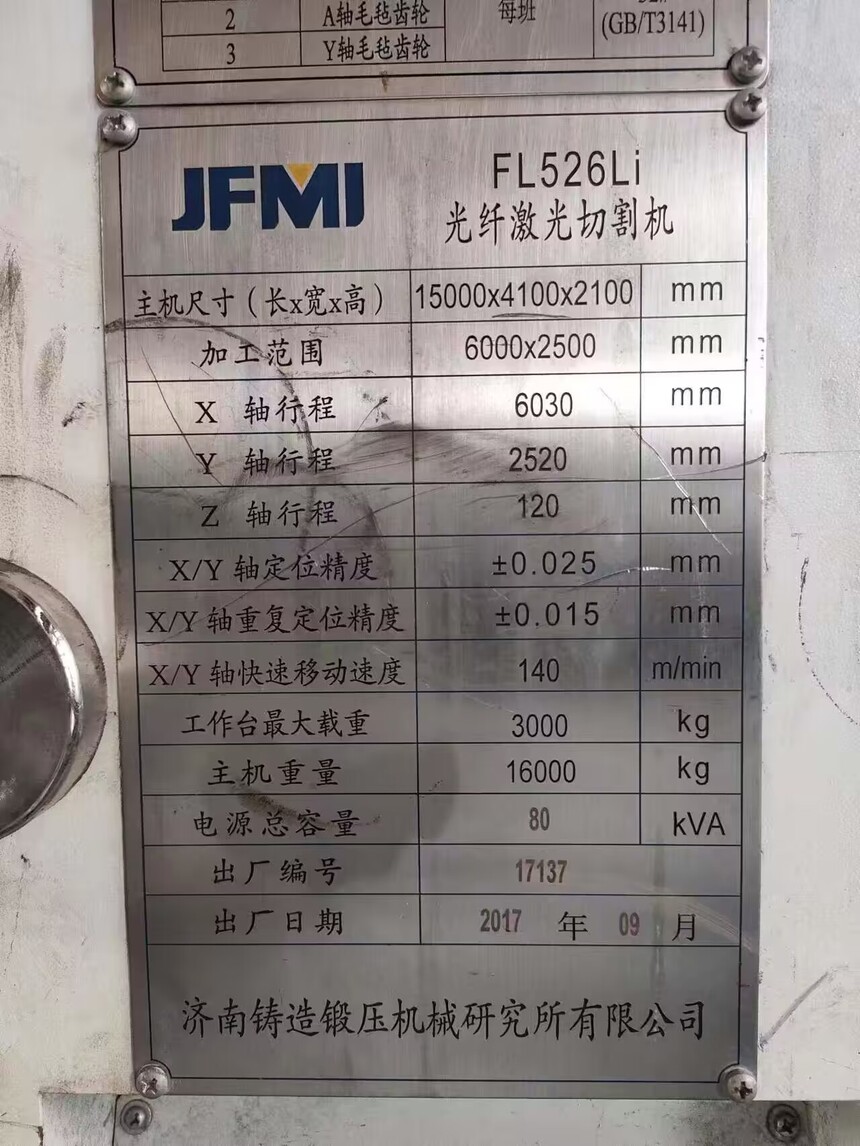 2 A轴毛毡齿轮 每班
(GB/T3141)
3 Y轴毛毡齿轮
JFMI
FL526Li
光纤激光切割机
主机尺寸(长x宽x高) 15000x4100x2100 mm
加工范围 6000x2500 mm
X 轴行程 6030 mm
Y 轴行程 2520 mm
Z 轴行程 120 mm
X/Y 轴定位精度 ±0.025 mm
X/Y 轴重复定位精度 ±0.015 mm
X/Y 轴快速移动速度 140 m/min
工作台最大载重 3000 kg
主机重量 16000 kg
电源总容量 80 kVA
出厂编号 17137
出厂日期 2017 年 09 月
济南铸造锻压机械研究所有限公司